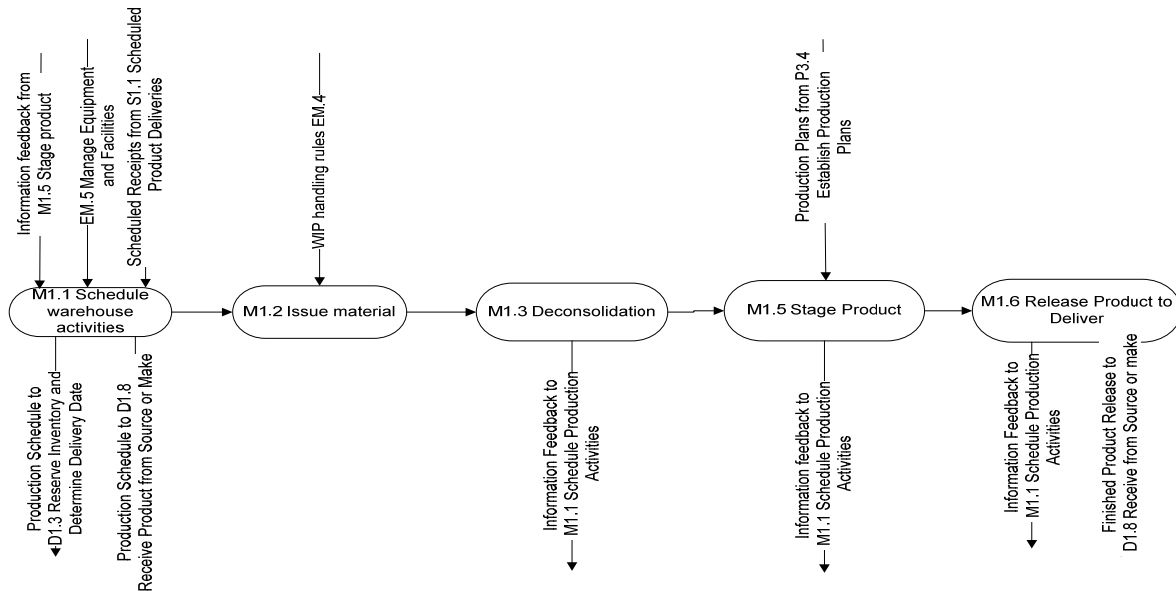 Information feedback from
M1.5 Stage product
EM.5 Manage Equipment
and Facilities
Scheduled Receipts from S1.1 Scheduled
Product Deliveries
WIP handling rules EM.4
Production Plans from P3.4
Establish Production
Plans
M1.1 Schedule
warehouse
activities
M1.2 Issue material
M1.3 Deconsolidation
M1.5 Stage Product
M1.6 Release Product to
Deliver
Production Schedule to
D1.3 Reserve Inventory and
Determine Delivery Date
Production Schedule to D1.8
Receive Product from Source or Make
Information Feedback to
M1.1 Schedule Production
Activities
Information feedback to
M1.1 Schedule Production
Activities
Information Feedback to
M1.1 Schedule Production
Activities
Finished Product Release to
D1.8 Receive from Source or make